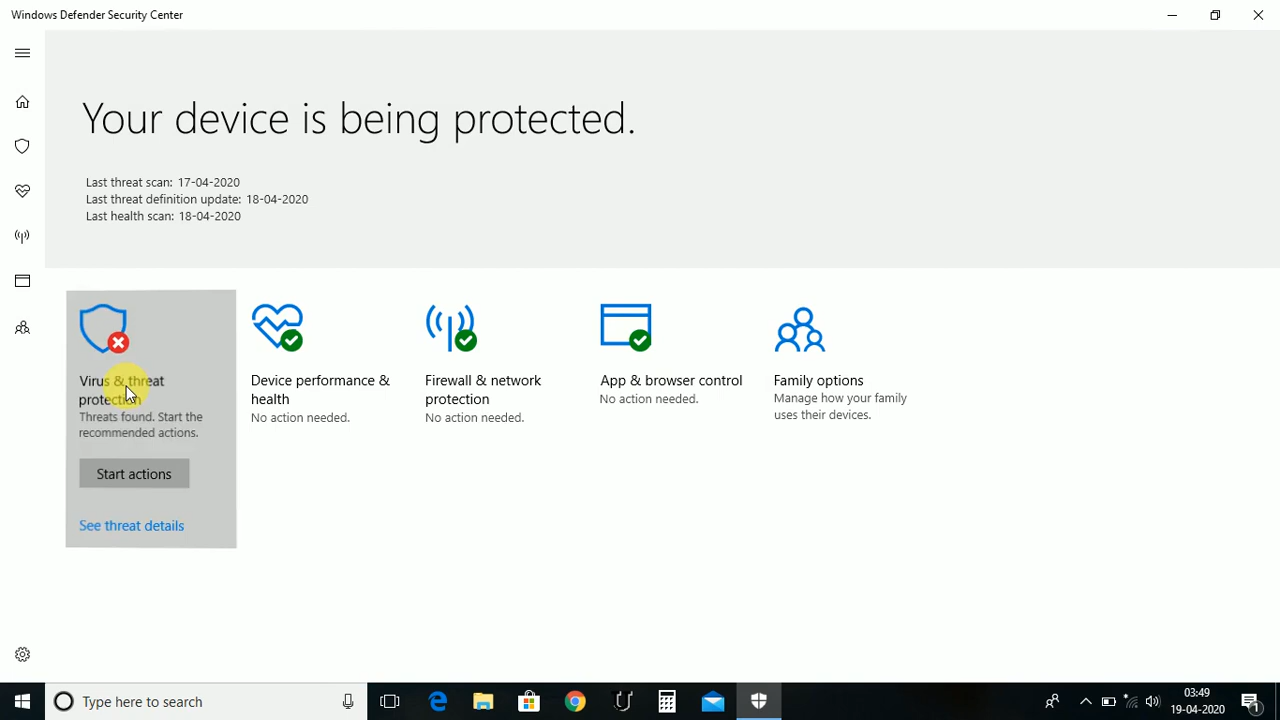 Windows Defender Security Center
Your device is being protected.
Last threat scan: 17-04-2020
Last threat definition update: 18-04-2020
Last health scan: 18-04-2020
Virus & threat
protection
Threats found. Start the
recommended actions.
Start actions
See threat details
Device performance &
health
No action needed.
Firewall & network
protection
No action needed.
App & browser control
No action needed.
Family options
Manage how your family
uses their devices.
Type here to search
03:49
19-04-2020
1